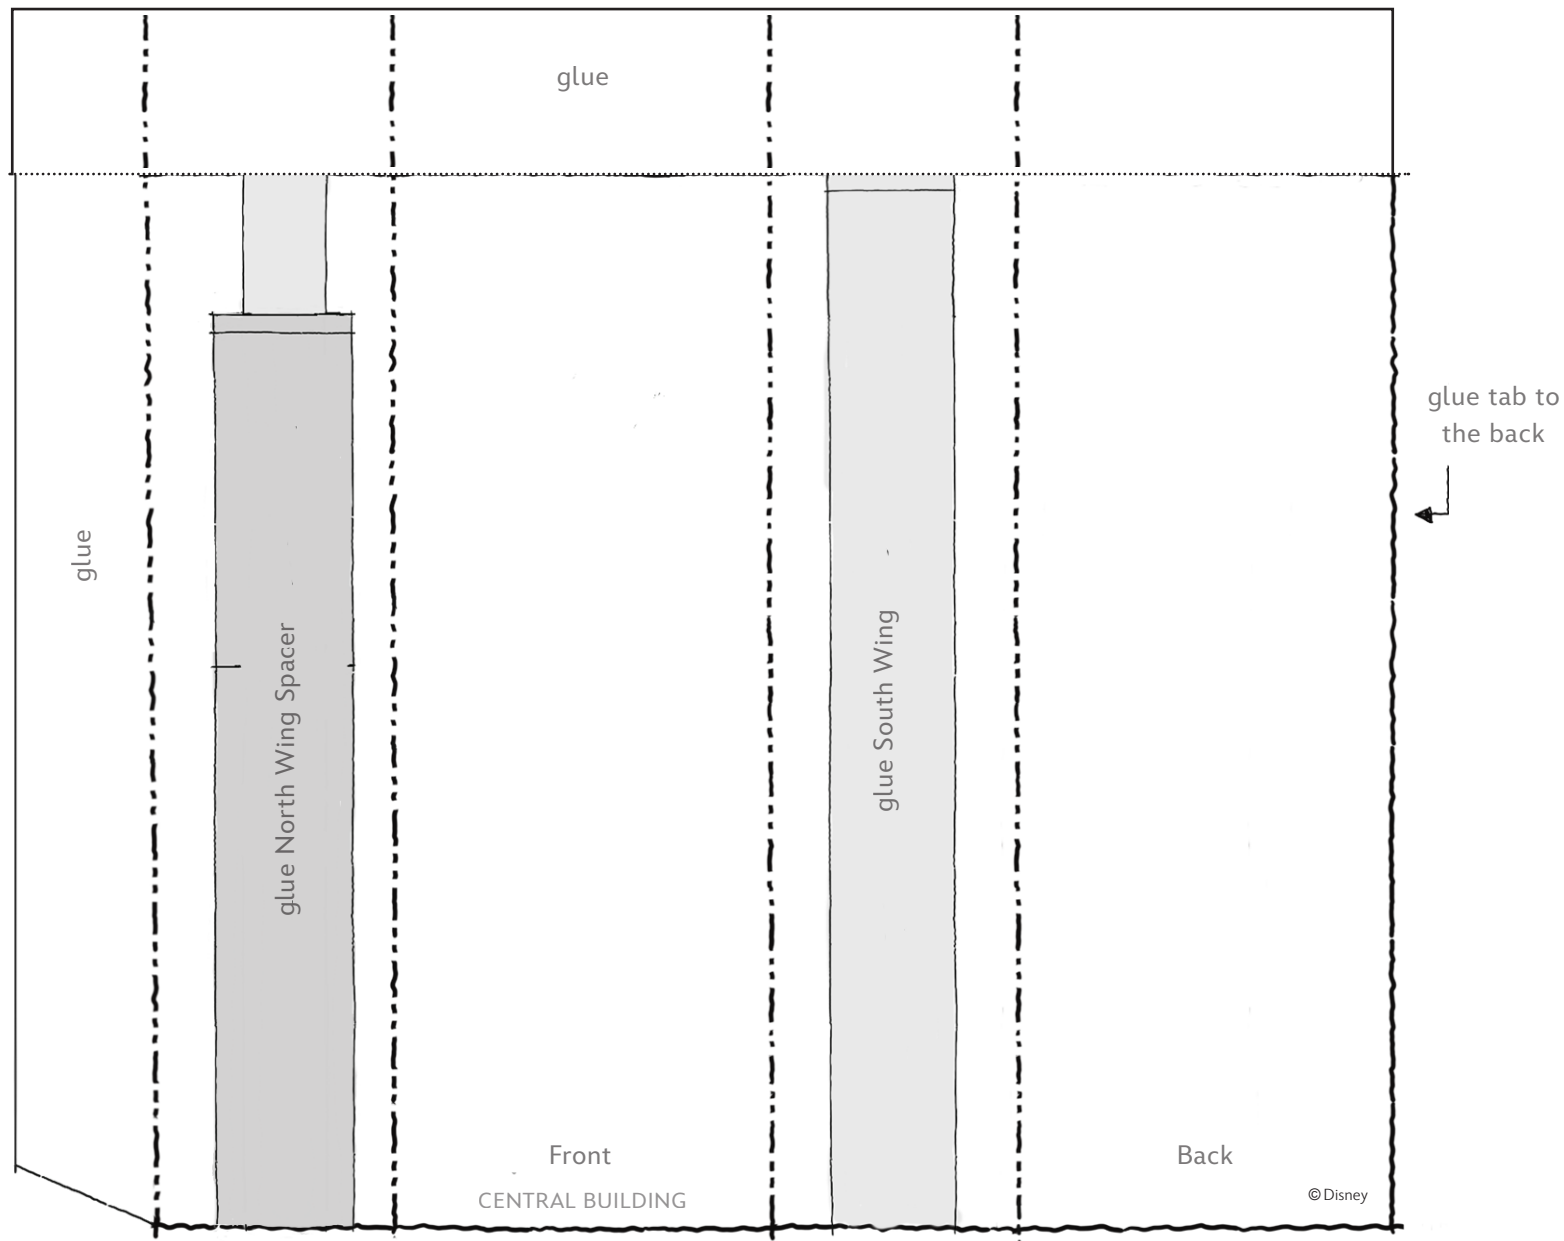 glue
glue tab to
the back
glue
glue North Wing Spacer
glue South Wing
Front
CENTRAL BUILDING
Back
©Disney